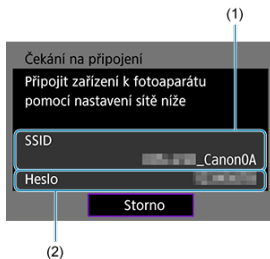 (1)
Čekání na připojení
Připojit zařízení k fotoaparátu
pomocí nastavení sítě níže
SSID
_Canon0A
Heslo
Storno
(2)